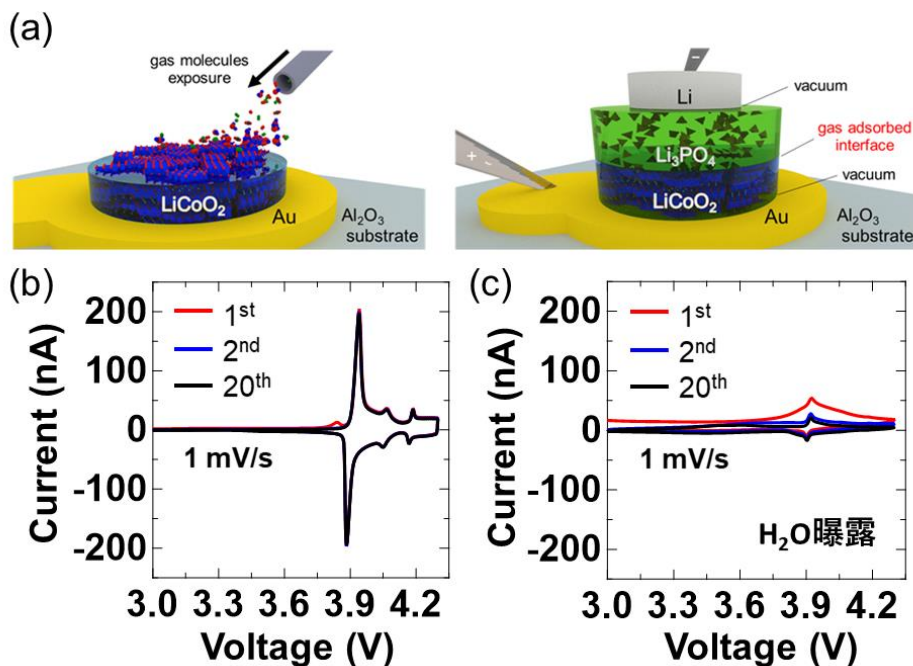 (a)
gas molecules
exposure
LiCoO₂
Au
Al₂O₃
substrate
Li
Li₃PO₄
LiCoO₂
Au
Al₂O₃
substrate
vacuum
gas adsorbed
interface
vacuum
+
-
-
(b)
200
100
0
-100
-200
Current (nA)
1st
2nd
20th
1 mV/s
3.0 3.3 3.6 3.9 4.2
Voltage (V)
(c)
200
100
0
-100
-200
Current (nA)
1st
2nd
20th
1 mV/s
H₂O曝露
3.0 3.3 3.6 3.9 4.2
Voltage (V)